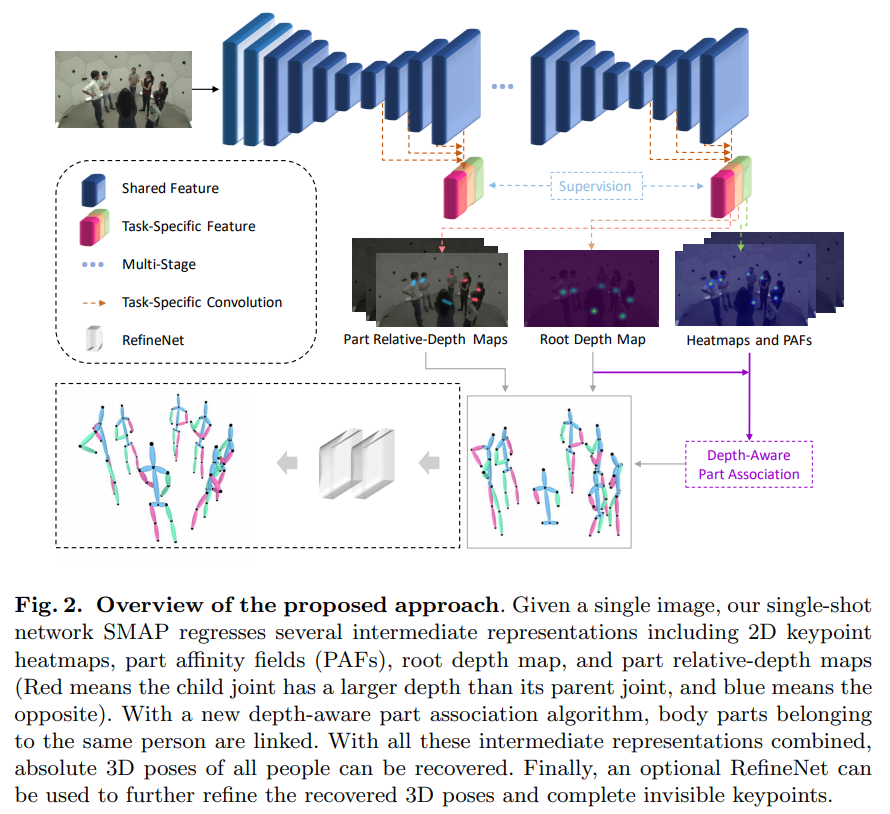 Supervision
Shared Feature
Task-Specific Feature
Multi-Stage
Task-Specific Convolution
RefineNet
Part Relative-Depth Maps
Root Depth Map
Heatmaps and PAFs
Depth-Aware
Part Association
Fig. 2. Overview of the proposed approach. Given a single image, our single-shot
network SMAP regresses several intermediate representations including 2D keypoint
heatmaps, part affinity fields (PAFs), root depth map, and part relative-depth maps
(Red means the child joint has a larger depth than its parent joint, and blue means the
opposite). With a new depth-aware part association algorithm, body parts belonging
to the same person are linked. With all these intermediate representations combined,
absolute 3D poses of all people can be recovered. Finally, an optional RefineNet can
be used to further refine the recovered 3D poses and complete invisible keypoints.